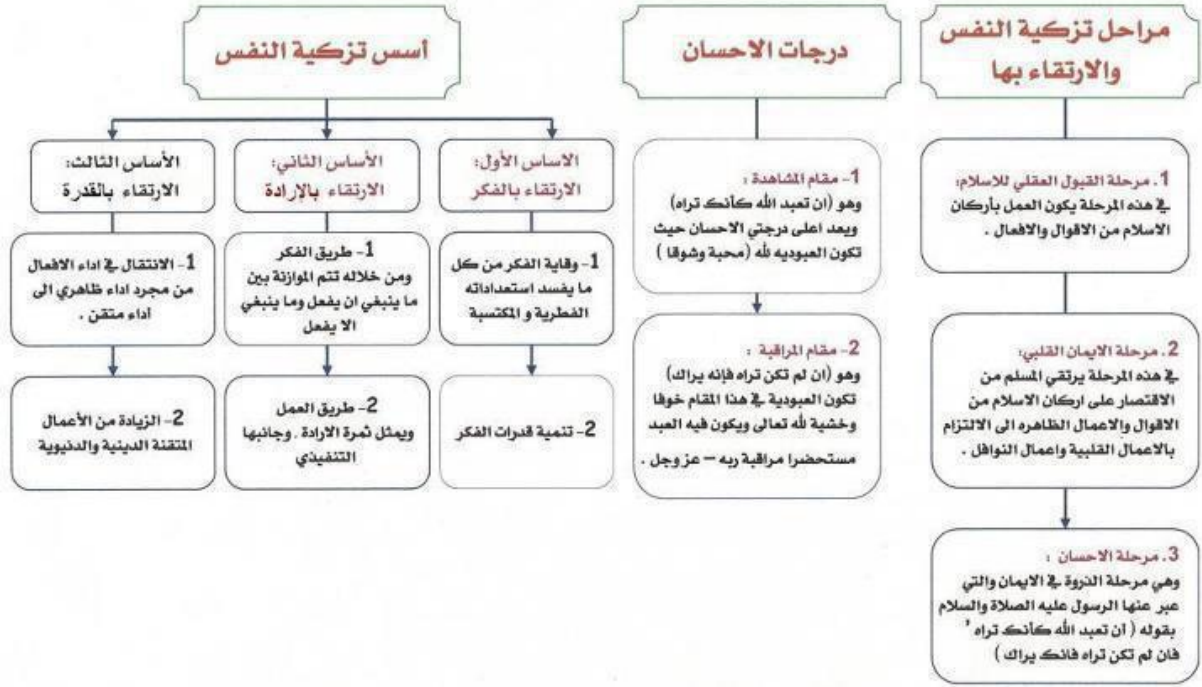 مراحل تزكية النفس
والارتقاء بها
1. مرحلة القبول العقلي للاسلام:
في هذه المرحلة يكون العمل بأركان
الاسلام من الاقوال والافعال .
2. مرحلة الايمان القلبي:
في هذه المرحلة يرتقي المسلم من
الاقتصار على اركان الاسلام من
الاقوال والاعمال الظاهره الى الالتزام
بالاعمال القلبية واعمال النوافل .
3. مرحلة الاحسان :
وهي مرحلة الذروة في الايمان والتي
عبر عنها الرسول عليه الصلاة والسلام
بقوله ( أن تعبد الله كأنك تراه ،
فان لم تكن تراه فانك يراك )
درجات الاحسان
1- مقام المشاهدة :
وهو (ان تعبد الله كأنك تراه)
ويعد اعلى درجتي الاحسان حيث
تكون العبوديه لله (محبة وشوقا )
2- مقام المراقبة :
وهو (ان لم تكن تراه فإنه يراك)
تكون العبودية في هذا المقام خوفا
وخشية لله تعالى ويكون فيه العبد
مستحضرا مراقبة ربه – عز وجل .
أسس تزكية النفس
الاساس الأول:
الارتقاء بالفكر
1- وقاية الفكر من كل
ما يفسد استعداداته
الفطرية و المكتسبة
2- تنمية قدرات الفكر
الأساس الثاني:
الارتقاء بالإرادة
1- طريق الفكر
ومن خلاله تتم الموازنة بين
ما ينبغي ان يفعل وما ينبغي
الا يفعل
2- طريق العمل
ويمثل ثمرة الارادة . وجانبها
التنفيذي
الأساس الثالث:
الارتقاء بالقدرة
1- الانتقال في اداء الافعال
من مجرد اداء ظاهري الى
أداء متقن .
2- الزيادة من الأعمال
المتقنة الدينية والدنيوية